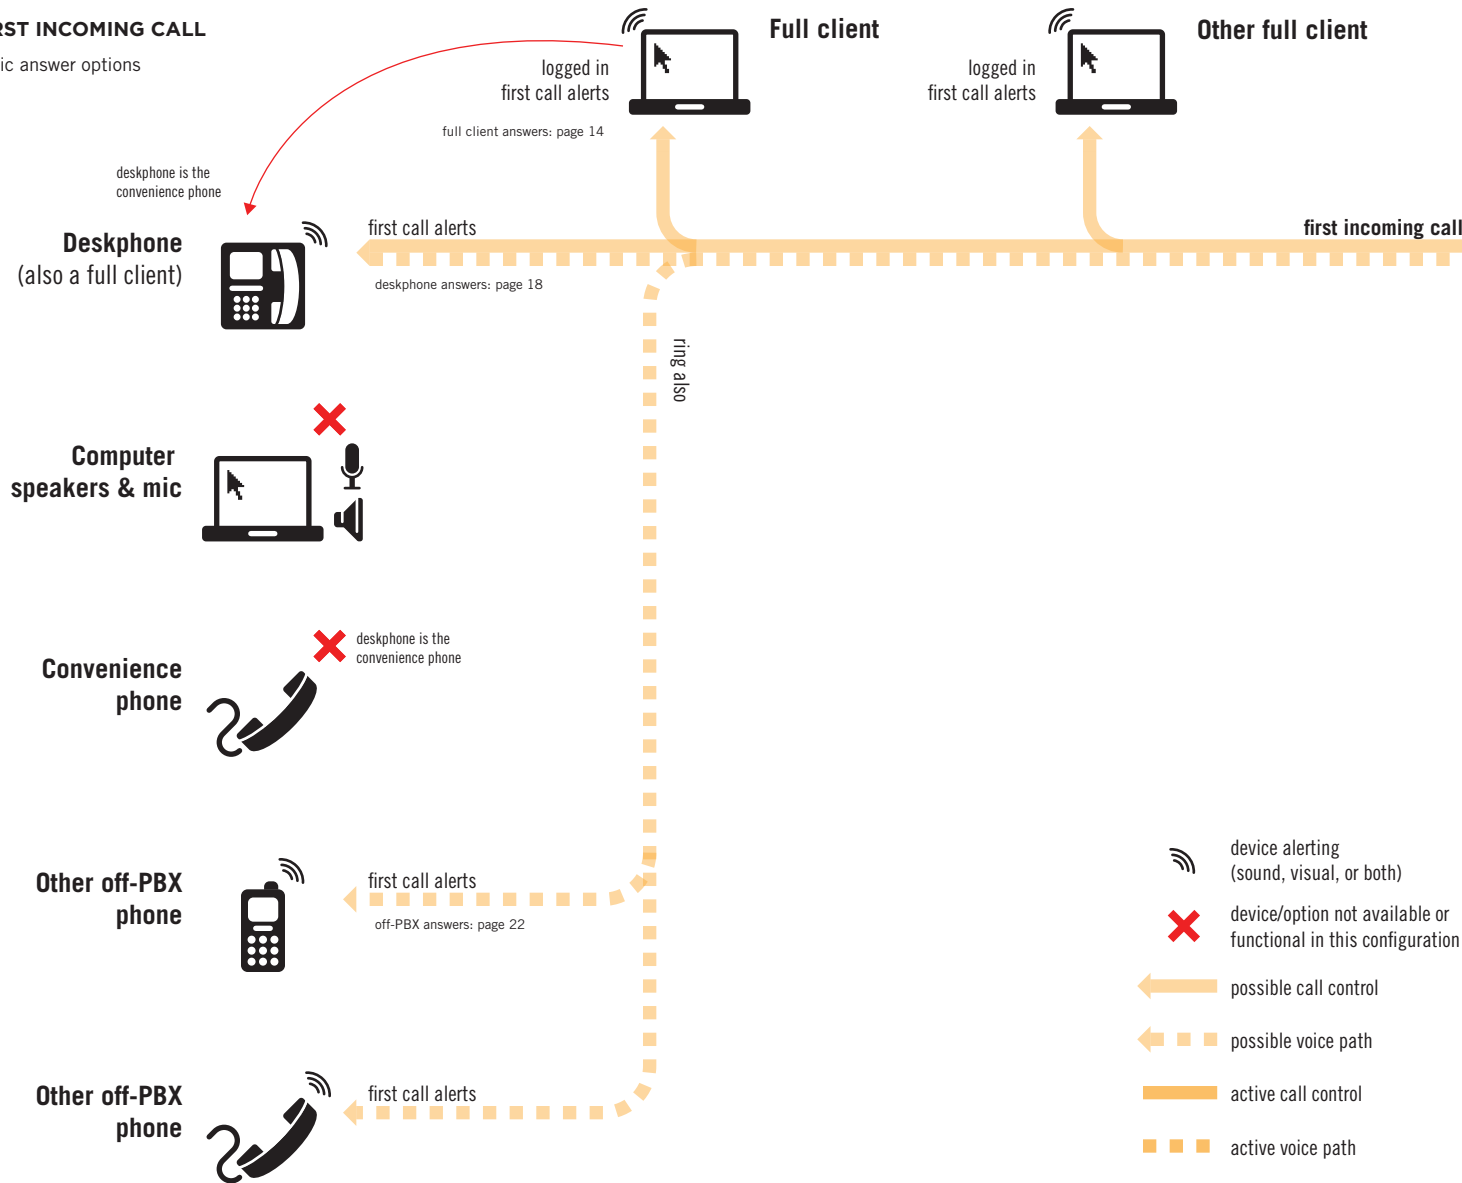 RST INCOMING CALL
ic answer options
Full client
Other full client
logged in
first call alerts
logged in
first call alerts
full client answers: page 14
deskphone is the
convenience phone
first call alerts
first incoming call
Deskphone
(also a full client)
deskphone answers: page 18
ring also
Computer
speakers & mic
deskphone is the
convenience phone
Convenience
phone
device alerting
(sound, visual, or both)
Other off-PBX
phone
first call alerts
off-PBX answers: page 22
device/option not available or
functional in this configuration
possible call control
possible voice path
Other off-PBX
phone
first call alerts
active call control
active voice path